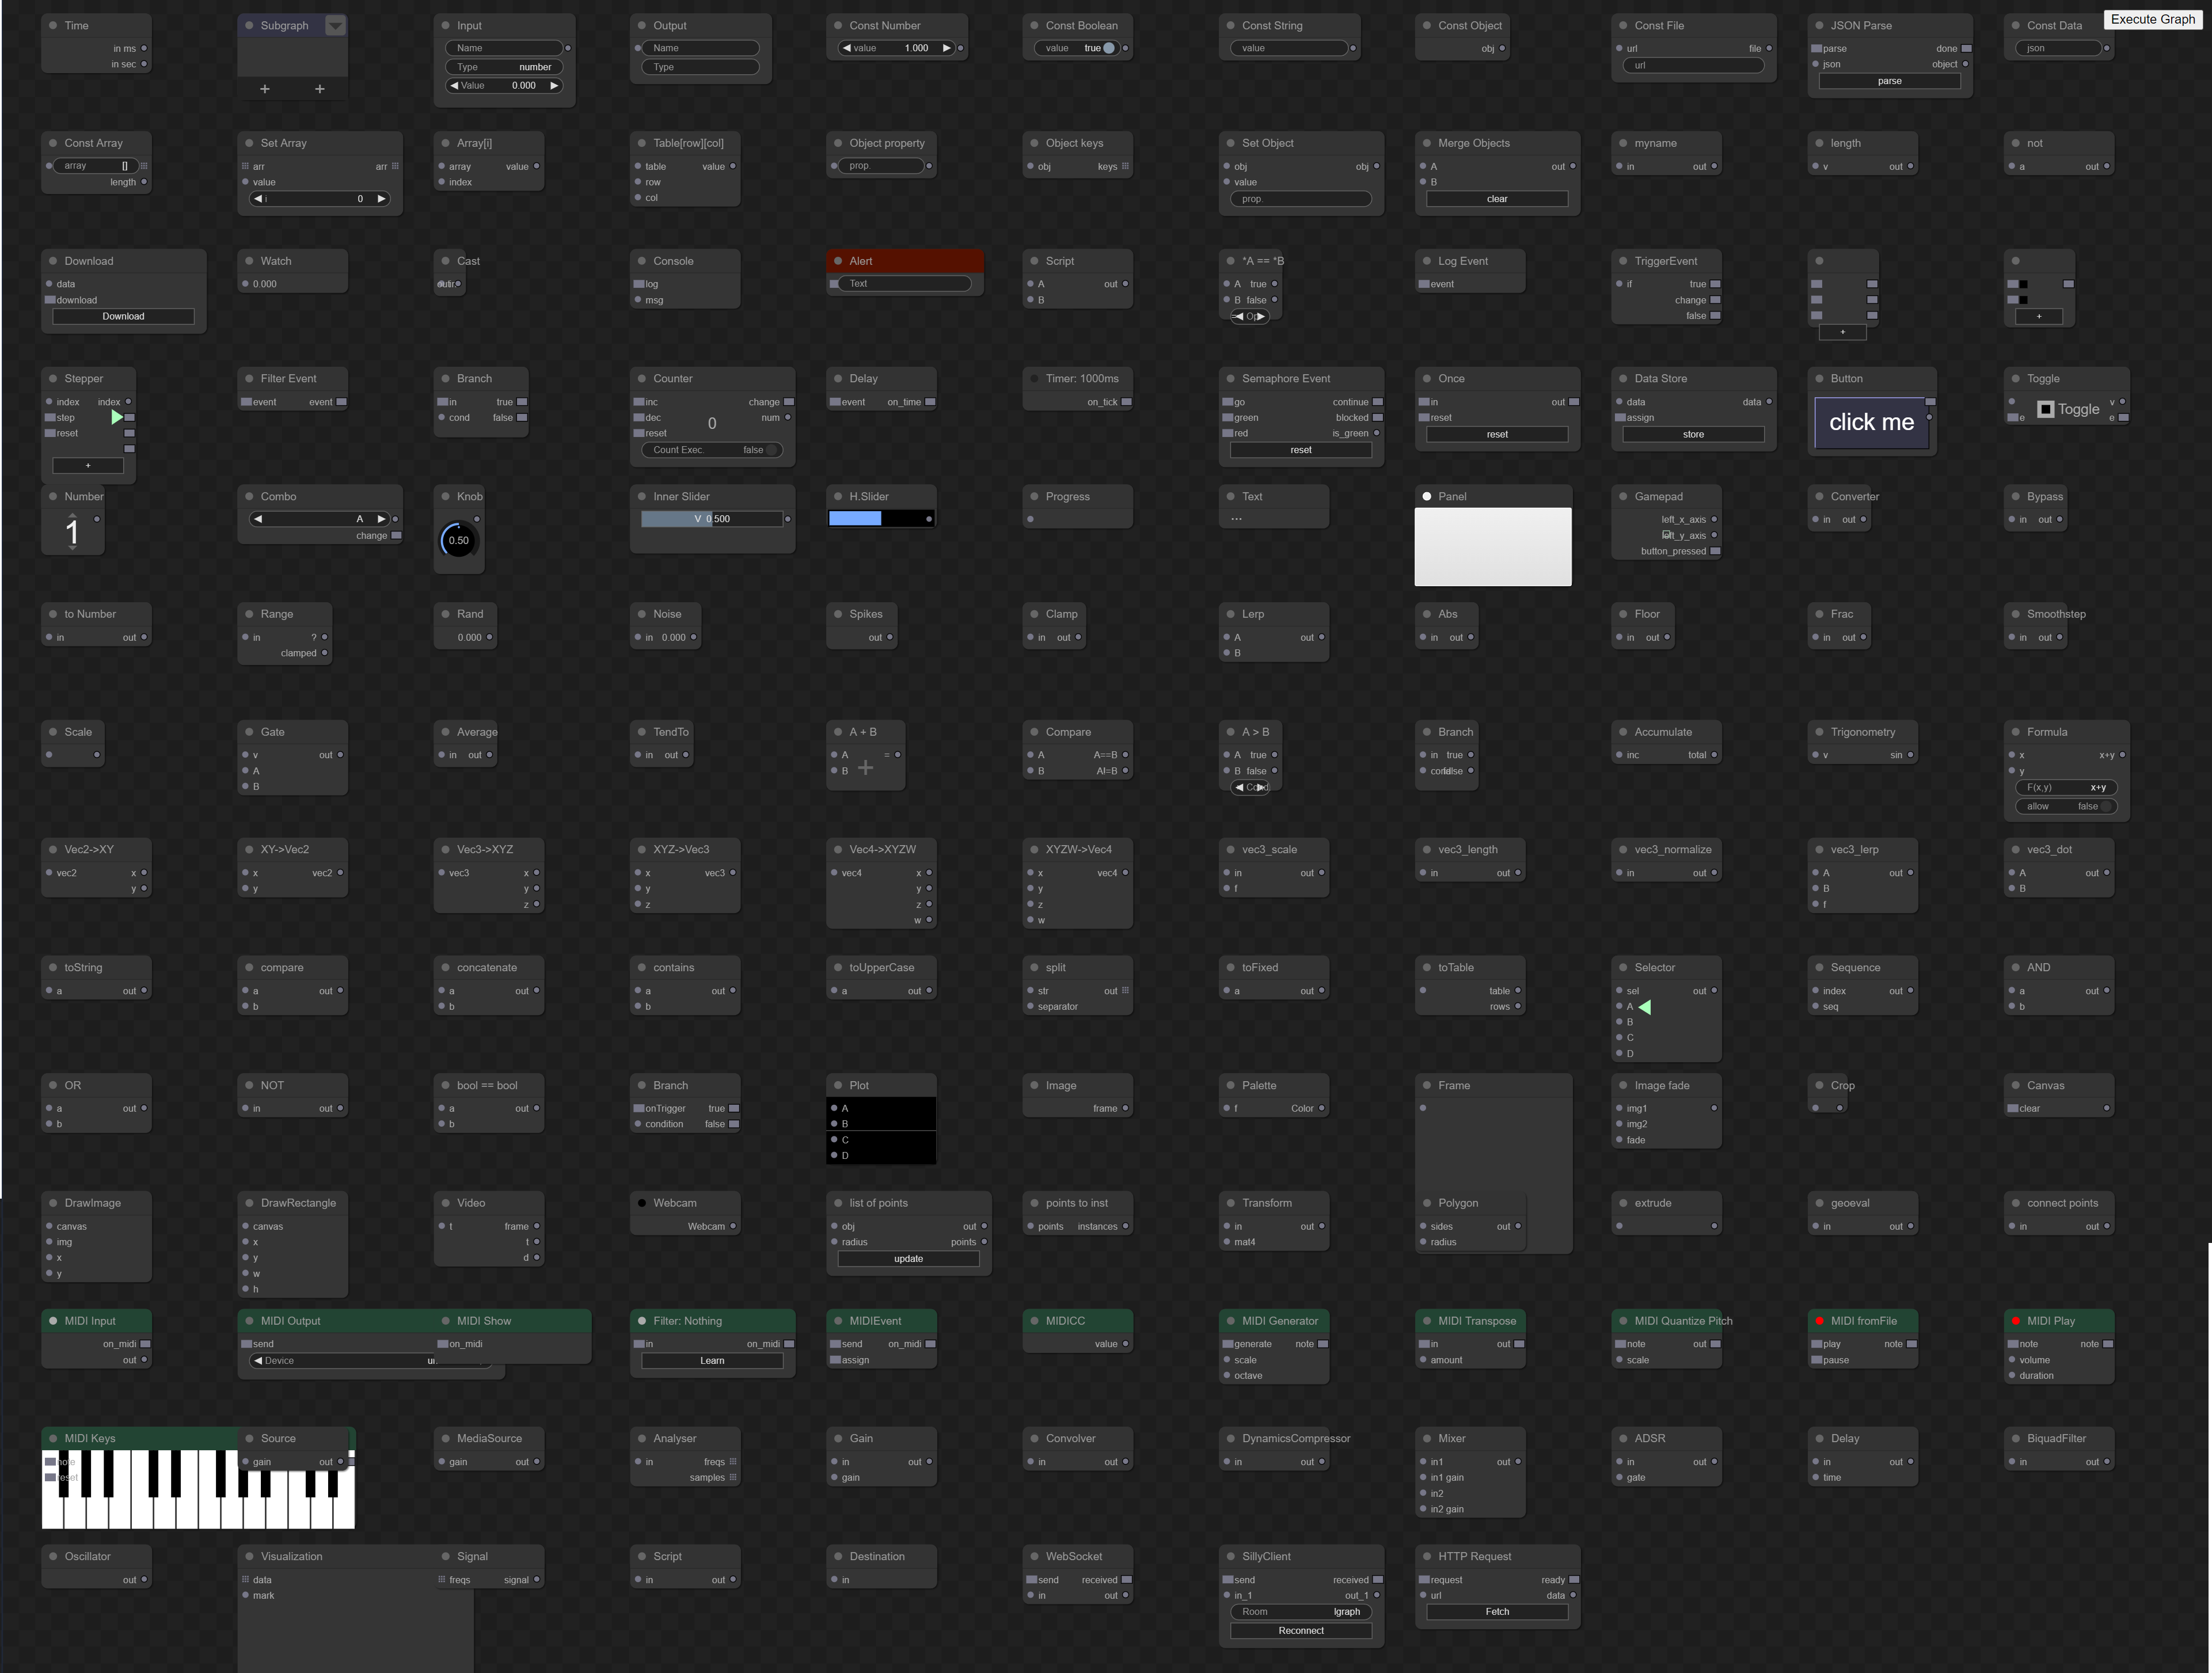 Execute Graph
Time
in ms
in sec
Subgraph
+ +
Input
Name
Type number
Value 0.000
Output
Name
Type
Const Number
value 1.000
Const Boolean
value true
Const String
value
Const Object
obj
Const File
url file
url
JSON Parse
parse done
json object
parse
Const Data
json
Const Array
array []
length
Set Array
arr arr
value
i 0
Array[i]
array value
index
Table[row][col]
table value
row
col
Object property
prop.
Object keys
obj keys
Set Object
obj obj
value
prop.
Merge Objects
A out
B
clear
myname
in out
length
v out
not
a out
Download
data
download
Download
Watch
0.000
Cast
Console
log
msg
Alert
Text
Script
A out
B
*A == *B
A true
B false
Log Event
event
TriggerEvent
if true
change
false
+
+
Stepper
index index
step
reset
+
Filter Event
event event
Branch
in true
cond false
Counter
inc change
dec num
reset
0
Count Exec. false
Delay
event on_time
Timer: 1000ms
on_tick
Semaphore Event
go continue
green blocked
red is_green
reset
Once
in out
reset
reset
Data Store
data data
assign
store
Button
click me
Toggle
v
e Toggle e
Number
1
Combo
A
change
Knob
0.50
Inner Slider
V 0.500
H.Slider
Progress
Text
...
Panel
Gamepad
left_x_axis
left_y_axis
button_pressed
Converter
in out
Bypass
in out
to Number
in out
Range
in ?
clamped
Rand
0.000
Noise
in 0.000
Spikes
out
Clamp
in out
Lerp
A out
B
Abs
in out
Floor
in out
Frac
in out
Smoothstep
in out
Scale
Gate
v out
A
B
Average
in out
TendTo
in out
A + B
A =
B
+
Compare
A A==B
B A!=B
A > B
A true
B false
Branch
in true
cond false
Accumulate
inc total
Trigonometry
v sin
Formula
x x+y
y
F(x,y) x+y
allow false
Vec2->XY
vec2 x
y
XY->Vec2
x vec2
y
Vec3->XYZ
vec3 x
y
z
XYZ->Vec3
x vec3
y
z
Vec4->XYZW
vec4 x
y
z
w
XYZW->Vec4
x vec4
y
z
w
vec3_scale
in out
f
vec3_length
in out
vec3_normalize
in out
vec3_lerp
A out
B
f
vec3_dot
A out
B
toString
a out
compare
a out
b
concatenate
a out
b
contains
a out
b
toUpperCase
a out
split
str out
separator
toFixed
a out
toTable
table
rows
Selector
sel out
A
B
C
D
Sequence
index out
seq
AND
a out
b
OR
a out
b
NOT
in out
bool == bool
a out
b
Branch
onTrigger true
condition false
Plot
A
B
C
D
Image
frame
Palette
f Color
Frame
Image fade
img1
img2
fade
Crop
Canvas
clear
DrawImage
canvas
img
x
y
DrawRectangle
canvas
x
y
w
h
Video
t frame
t
d
Webcam
Webcam
list of points
obj out
radius points
update
points to inst
points instances
Transform
in out
mat4
Polygon
sides out
radius
extrude
geoeval
in out
connect points
in out
MIDI Input
on_midi
out
MIDI Output
send
Device
MIDI Show
on_midi
Filter: Nothing
in on_midi
Learn
MIDIEvent
send on_midi
assign
MIDICC
value
MIDI Generator
generate note
scale
octave
MIDI Transpose
in out
amount
MIDI Quantize Pitch
note out
scale
MIDI fromFile
play note
pause
MIDI Play
note note
volume
duration
MIDI Keys
note
reset
Source
gain out
MediaSource
gain out
Analyser
in freqs
samples
Gain
in out
gain
Convolver
in out
DynamicsCompressor
in out
Mixer
in1 out
in1 gain
in2
in2 gain
ADSR
in out
gate
Delay
in out
time
BiquadFilter
in out
Oscillator
out
Visualization
data
mark
Signal
freqs signal
Script
in out
Destination
in
WebSocket
send received
in out
SillyClient
send received
in_1 out_1
Room lgraph
Reconnect
HTTP Request
request ready
url data
Fetch